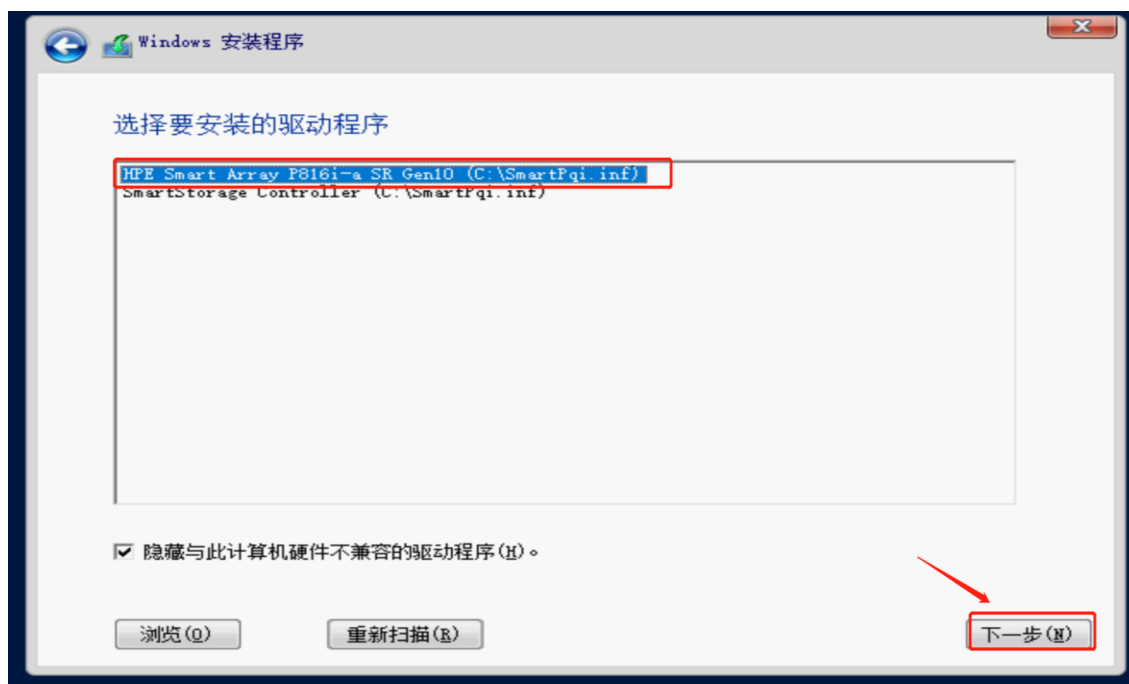 Windows 安装程序
选择要安装的驱动程序
HPE Smart Array P816i-a SR Gen10 (C:\SmartPqi.inf)
SmartStorage Controller (C:\SmartPqi.inf)
隐藏与此计算机硬件不兼容的驱动程序(H)。
浏览(O) 重新扫描(R) 下一步(N)